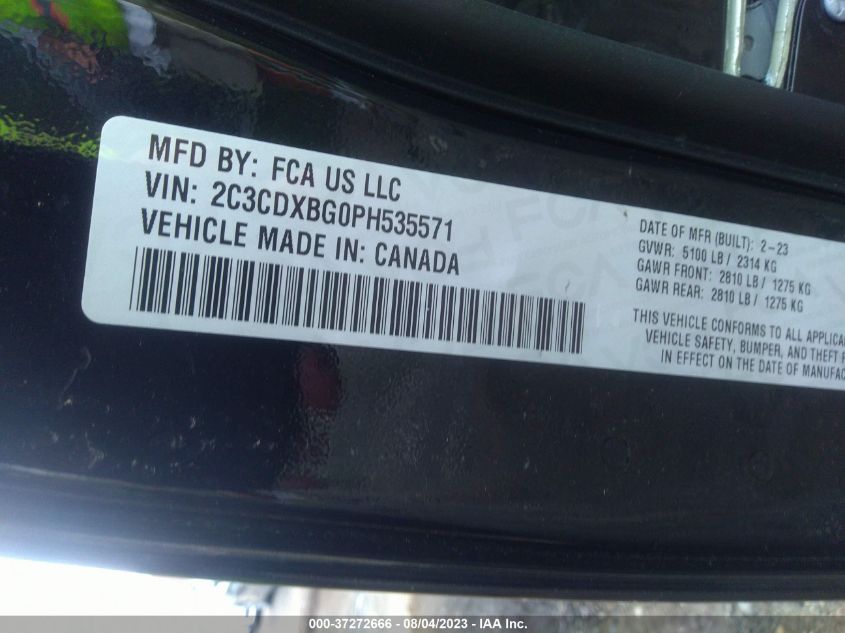 MFD BY: FCA US LLC
VIN: 2C3CDXBG0PH535571
VEHICLE MADE IN: CANADA
DATE OF MFR (BUILT): 2-23
GVWR: 5100 LB / 2314 KG
GAWR FRONT: 2810 LB / 1275 KG
GAWR REAR: 2810 LB / 1275 KG
THIS VEHICLE CONFORMS TO ALL APPLICA
VEHICLE SAFETY, BUMPER, AND THEFT
IN EFFECT ON THE DATE OF MANUFAC
000-37272666 - 08/04/2023 - IAA Inc.